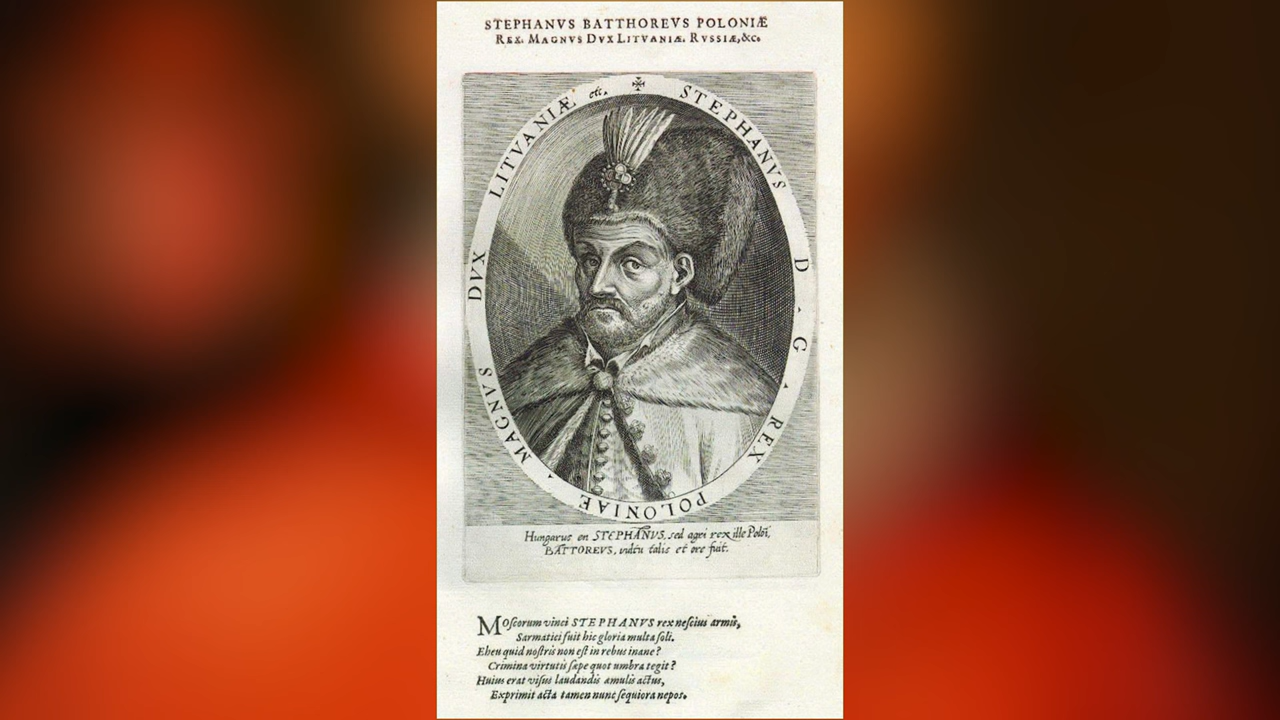 STEPHANVS BATTHOREVS POLONIÆ
REX. MAGNVS DVX LITVANIÆ. RVSSIÆ, &c.
✠ STEPHANVS D. G. REX POLONIAE MAGNVS DVX LITVANIÆ etc.
Hungarus en STEPHANVS, sed agri rex ille Polōi,
BATTOREVS, vultu talis et ore fuit.
Moſcorum vinci STEPHANVS rex neſcius armis,
Sarmatici fuit hic gloria multa ſoli.
Eheu quid noſtris non eſt in rebus inane?
Crimina virtutis ſæpe quot umbra tegit?
Huius erat viſus laudandis æmulis actus,
Exprimit acta tamen nunc ſequiora nepos.